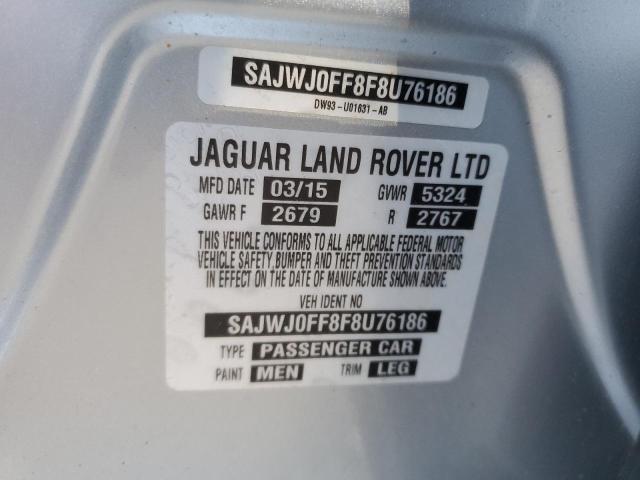 SAJWJ0FF8F8U76186
DW93-U01631-AB
JAGUAR LAND ROVER LTD
MFD DATE 03/15 GVWR 5324
GAWR F 2679 R 2767
THIS VEHICLE CONFORMS TO ALL APPLICABLE FEDERAL MOTOR
VEHICLE SAFETY BUMPER AND THEFT PREVENTION STANDARDS
IN EFFECT ON THE DATE OF MANUFACTURE SHOWN ABOVE.
VEH IDENT NO
SAJWJ0FF8F8U76186
TYPE PASSENGER CAR
PAINT MEN TRIM LEG